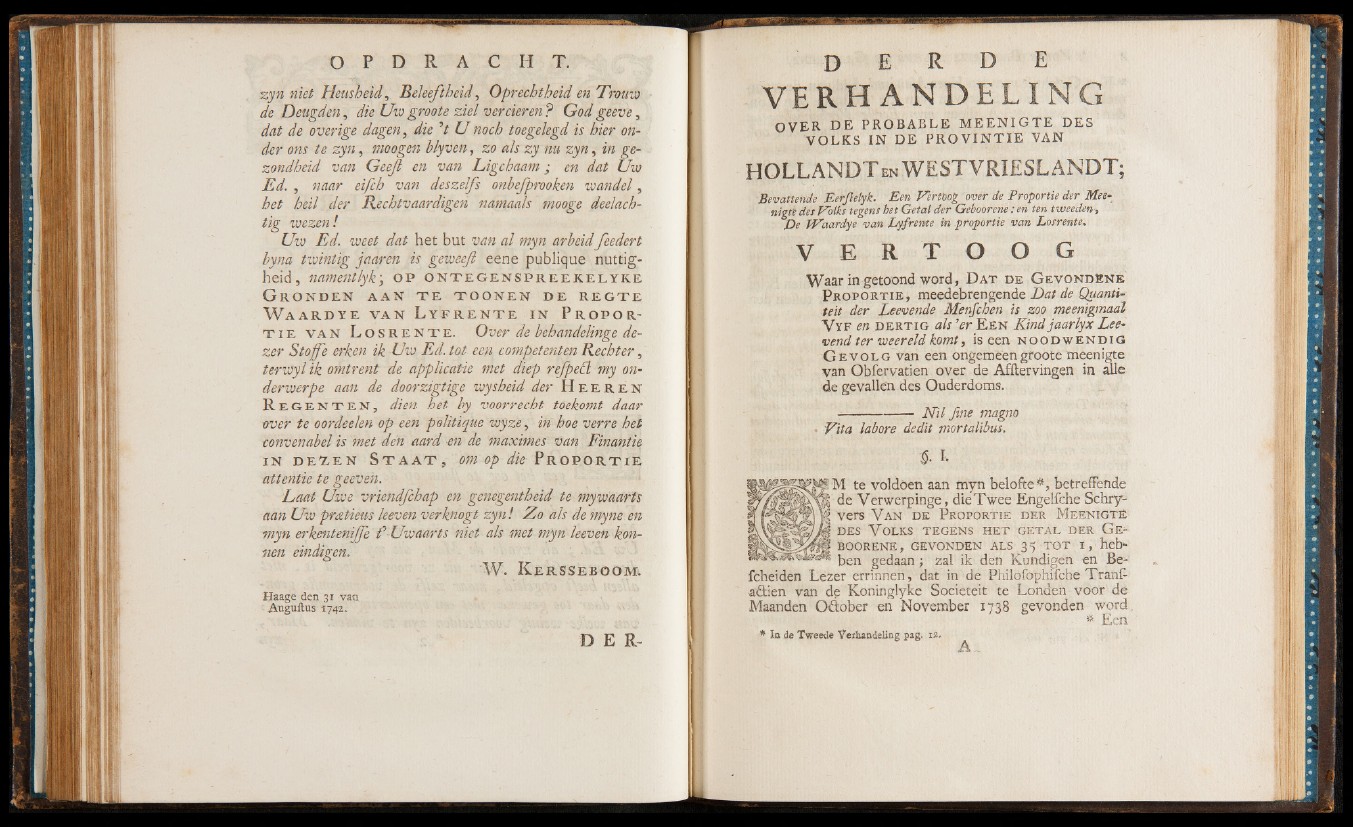 OPDRACHT.
zyn niet Heusheid, Beleeftheid, Oprechtheid en Trouw
de Deugden, die Uw groote ziel vercieren? God geeve,
dat de overige dagen, die 't U noch toegelegd is hier on-
der ons te zyn, moogen blyven, zo als zy nu zyn, in ge-
zondheid van Geeſt en van Ligchaam; en dat Uw
Ed., naar eiſch van deszelfs onbeſprooken wandel,
het heil der Rechtvaardigen namaals mooge deelach-
tig wezen!
Uw Ed. weet dat het but van al myn arbeid ſeedert
byna twintig jaaren is geweeſt eene publique nuttig-
heid, namentlyk; OP ONTEGENSPREEKELYKE
GRONDEN AAN TE TOONEN DE REGTE
WAARDYE VAN LYFRENTE IN PROPOR-
TIE VAN LOSRENTE. Over de behandelinge de-
zer Stoffe erken ik Uw Ed. tot een competenten Rechter,
terwyl ik omtrent de applicatie met diep reſpect my on-
derwerpe aan de doorzigtige wysheid der HEEREN
REGENTEN, dien het by voorrecht toekomt daar
over te oordeelen op een politique wyze, in hoe verre het
convenabel is met den aard en de maximes van Finantie
IN DEZEN STAAT, om op die PROPORTIE
attentie te geeven.
Laat Uwe vriendſchap en genegentheid te mywaarts
aan Uw prætieus leeven verknogt zyn! Zo als de myne en
myn erkenteniſſe t' Uwaarts niet als met myn leeven kon-
nen eindigen.
W. KERSSEBOOM.
Haage den 31 van
Auguſtus 1742.
DER-
DERDE
VERHANDELING
OVER DE PROBABLE MEENIGTE DES
VOLKS IN DE PROVINTIE VAN
HOLLANDT EN WESTVRIESLANDT;
Bevattende Eerſtelyk. Een Vertoog over de Proportie der Mee-
nigte des Volks tegens het Getal der Geboorene: en ten tweeden,
De Waardye van Lyfrente in proportie van Losrente.
VERTOOG
Waar in getoond word, DAT DE GEVONDENE
PROPORTIE, meedebrengende Dat de Quanti-
teit der Leevende Menſchen is zoo meenigmaal
VYF en DERTIG als 'er EEN Kind jaarlyx Lee-
vend ter weereld komt, is een NOODWENDIG
GEVOLG van een ongemeen groote meenigte
van Obſervatien over de Afſtervingen in alle
de gevallen des Ouderdoms.
Nil ſine magno
Vita labore dedit mortalibus.
§. I.
OM te voldoen aan myn belofte *, betreffende
de Verwerpinge, die Twee Engelſche Schry-
vers VAN DE PROPORTIE DER MEENIGTE
DES VOLKS TEGENS HET GETAL DER GE-
BOORENE, GEVONDEN ALS 35 TOT 1, heb-
ben gedaan; zal ik den Kundigen en Be-
ſcheiden Lezer errinnen, dat in de Philoſophiſche Tranſ-
actien van de Koninglyke Societeit te Londen voor de
Maanden October en November 1738 gevonden word
* Een
* In de Tweede Verhandeling pag. 12.
A